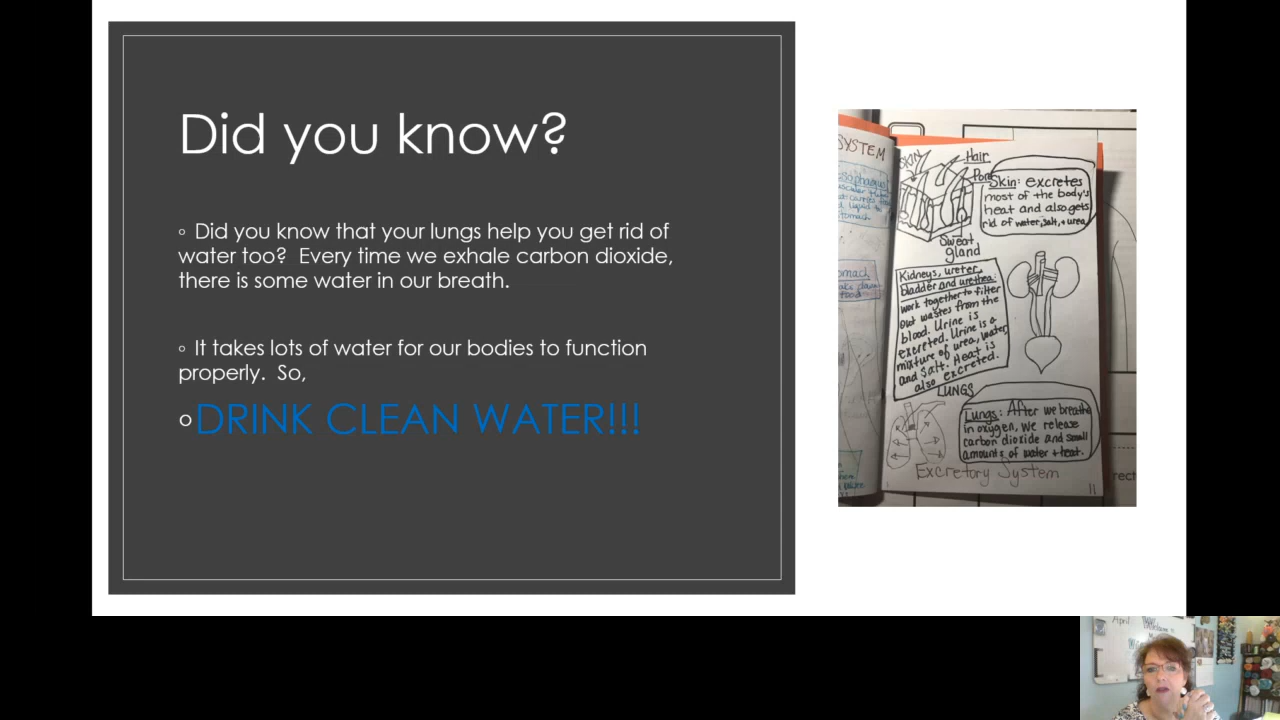 Did you know?
◦ Did you know that your lungs help you get rid of
water too?  Every time we exhale carbon dioxide,
there is some water in our breath.
◦ It takes lots of water for our bodies to function
properly.  So,
◦DRINK CLEAN WATER!!!
SYSTEM
stomach.
SKIN
Hair
Pore
Skin: excretes
most of the body's
heat and also gets
rid of water, salt, + urea
Sweat
gland
Kidneys, ureter,
bladder and urethea:
work together to filter
out wastes from the
blood. Urine is
excreted. Urine is a
mixture of urea, water,
and salt. Heat is
also excreted.
LUNGS
Lungs: After we breathe
in oxygen, we release
carbon dioxide and small
amounts of water + heat.
Excretory System
11
rect
April